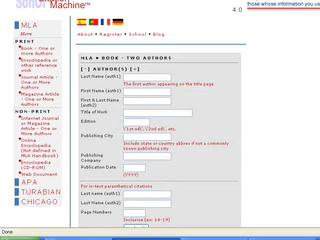 Machine™
those whose information you us
4.0
About • Register • School • Blog
MLA
More
PRINT
Book - One or more Authors
Encyclopedia or other reference work
Journal Article - One or More Authors
Magazine Article - One or More Authors
NON-PRINT
Internet Journal or Magazine Article - One or More Authors
Online Encyclopedia (Not defined in MLA Handbook)
Encyclopedia (CD-ROM)
Web Document
APA
TURABIAN
CHICAGO
MLA • BOOK - TWO AUTHORS
[-] AUTHOR(S) [-]
Last Name (auth1)
The first author appearing on the title page
First Name (auth1)
First & Last Name (auth2)
Title of Work
Edition
\'1st ed\', \'2nd ed\', etc.
Publishing City
Include state or country abbrev if not a commonly known publishing city
Publishing Company
Publication Date
(YYYY)
For in-text parenthetical citations
Last name (auth1)
Last Name (auth2)
Page Numbers
Inclusive (ex: 14-19)
Done